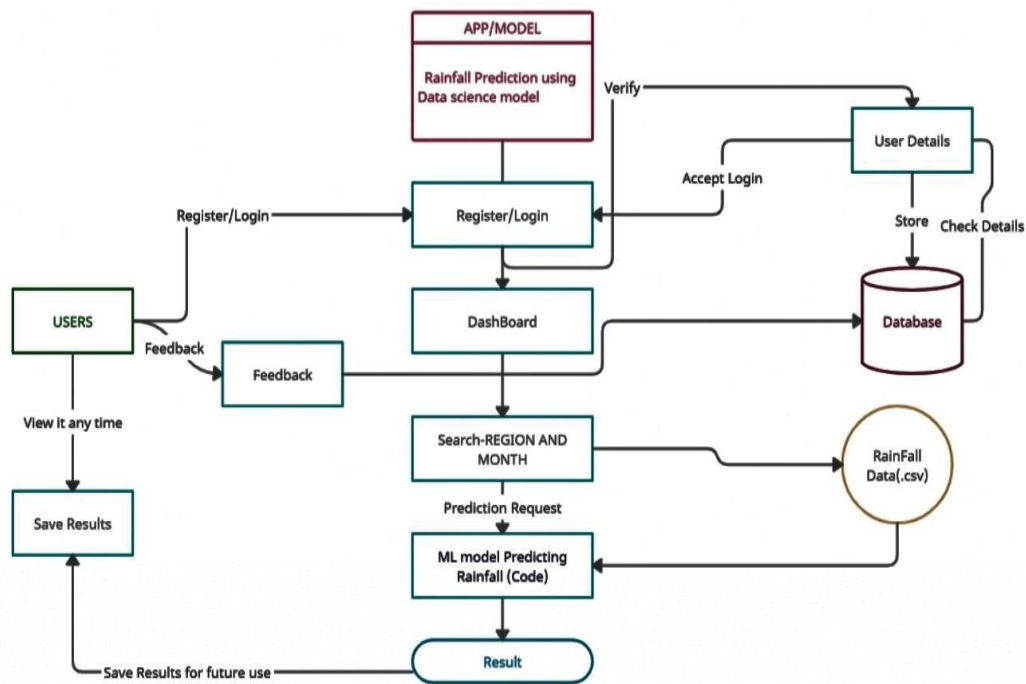 APP/MODEL
Rainfall Prediction using
Data science model
Verify
User Details
Accept Login
Register/Login
Register/Login
Store
Check Details
USERS
DashBoard
Database
Feedback
Feedback
View it any time
Search-REGION AND
MONTH
RainFall
Data(.csv)
Prediction Request
Save Results
ML model Predicting
Rainfall (Code)
Result
Save Results for future use